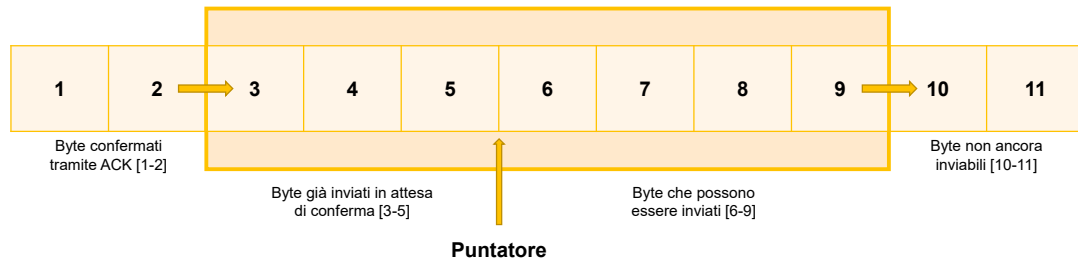 1 2 3 4 5 6 7 8 9 10 11
Byte confermati
tramite ACK [1-2]
Byte non ancora
inviabili [10-11]
Byte già inviati in attesa
di conferma [3-5]
Byte che possono
essere inviati [6-9]
Puntatore